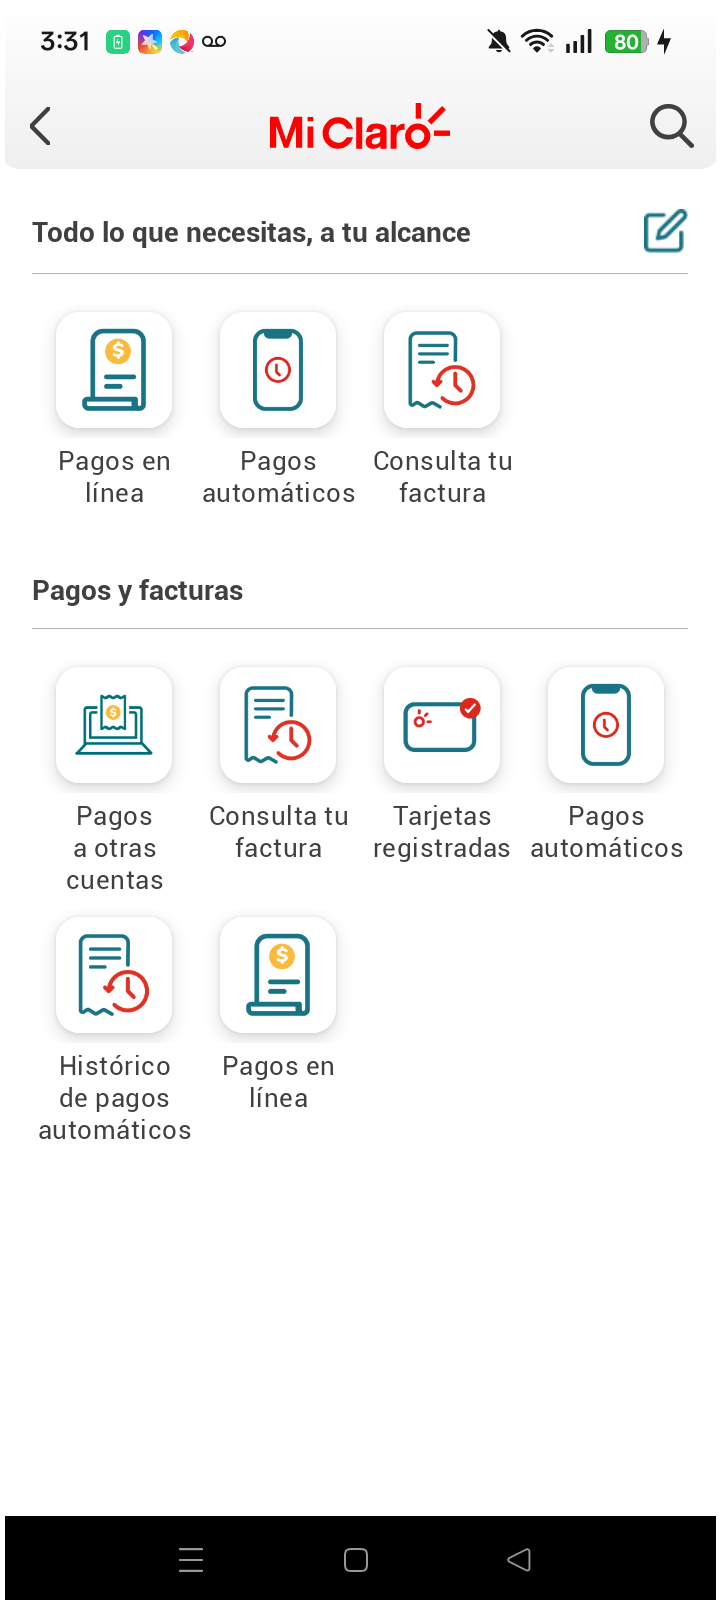 3:31
80
Mi Claro
Todo lo que necesitas, a tu alcance
Pagos en
línea
Pagos
automáticos
Consulta tu
factura
Pagos y facturas
Pagos
a otras
cuentas
Consulta tu
factura
Tarjetas
registradas
Pagos
automáticos
Histórico
de pagos
automáticos
Pagos en
línea